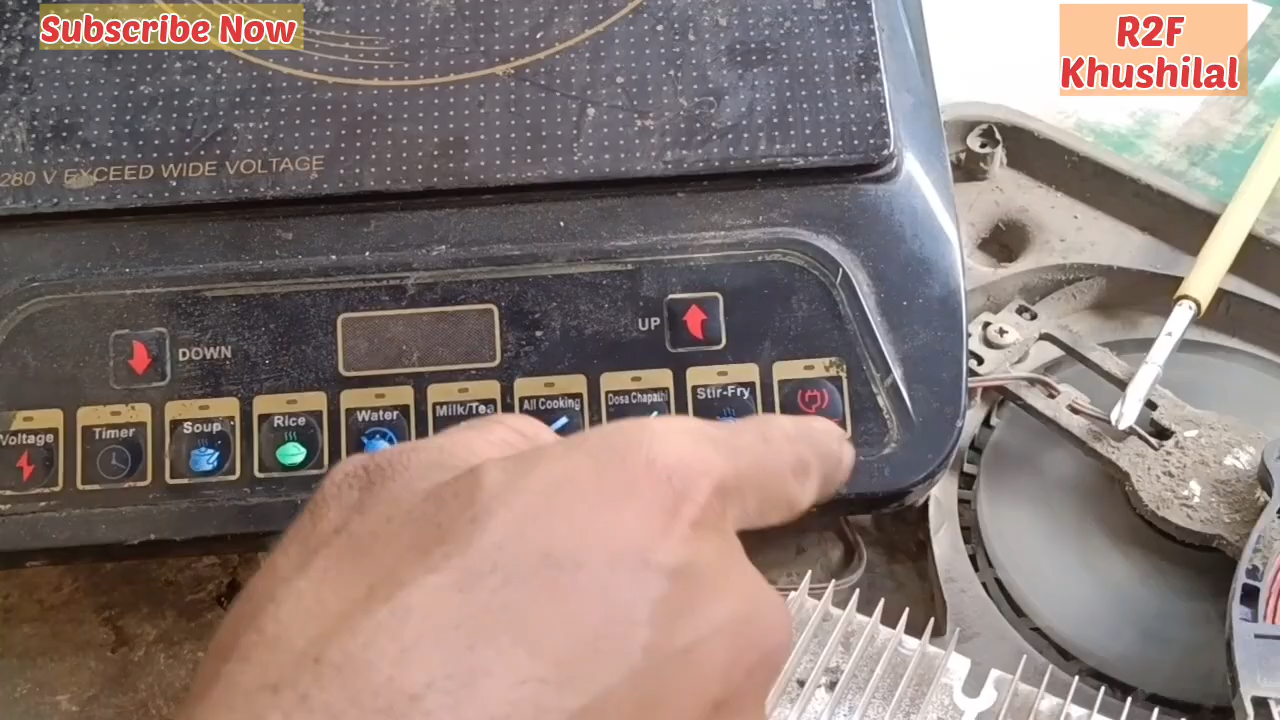 Subscribe Now
R2F
Khushilal
280 V EXCEED WIDE VOLTAGE
DOWN
UP
Voltage
Timer
Soup
Rice
Water
Milk/Tea
All Cooking
Dosa Chapathi
Stir-Fry